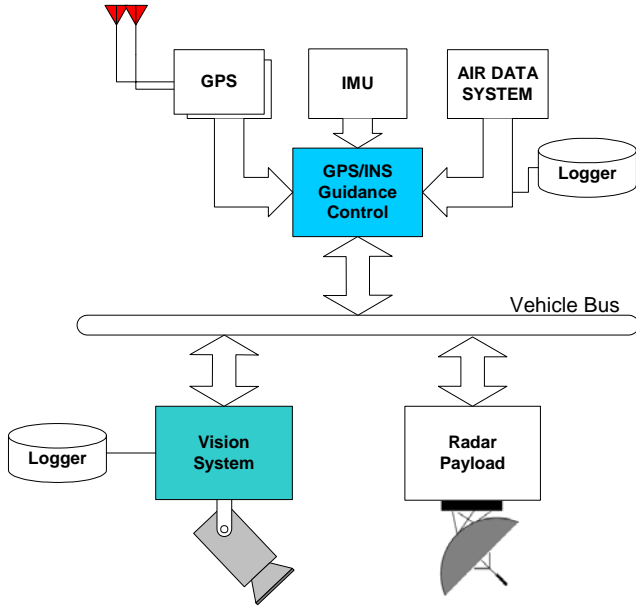 GPS
IMU
AIR DATA
SYSTEM
GPS/INS
Guidance
Control
Logger
Vehicle Bus
Logger
Vision
System
Radar
Payload